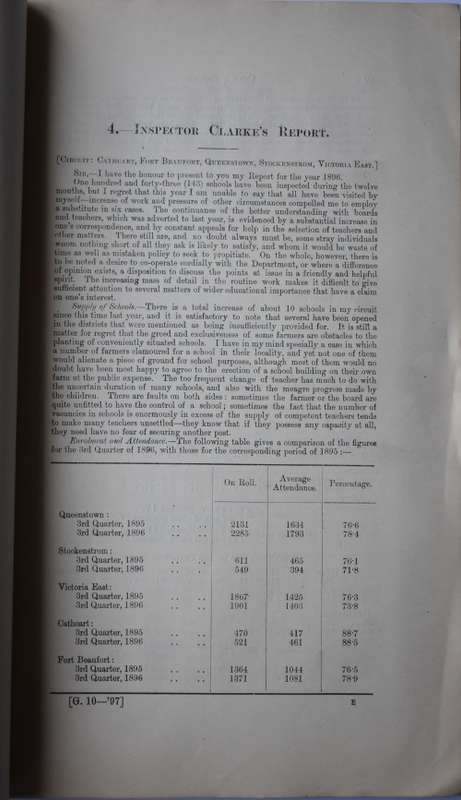 4.—Inspector Clarke's Report.
[Circuit: Cathcart, Fort Beaufort, Queenstown, Stockenstrom, Victoria East.]
Sir,—I have the honour to present to you my Report for the year 1896.
One hundred and forty-three (143) schools have been inspected during the twelve
months, but I regret that this year I am unable to say that all have been visited by
myself—increase of work and pressure of other circumstances compelled me to employ
a substitute in six cases. The continuance of the better understanding with boards
and teachers, which was adverted to last year, is evidenced by a substantial increase in
one's correspondence, and by constant appeals for help in the selection of teachers and
other matters. There still are, and no doubt always must be, some stray individuals
whom nothing short of all they ask is likely to satisfy, and whom it would be waste of
time as well as mistaken policy to seek to propitiate. On the whole, however, there is
to be noted a desire to co-operate cordially with the Department, or where a difference
of opinion exists, a disposition to discuss the points at issue in a friendly and helpful
spirit. The increasing mass of detail in the routine work makes it difficult to give
sufficient attention to several matters of wider educational importance that have a claim
on one's interest.
Supply of Schools.—There is a total increase of about 10 schools in my circuit
since this time last year, and it is satisfactory to note that several have been opened
in the districts that were mentioned as being insufficiently provided for. It is still a
matter for regret that the greed and exclusiveness of some farmers are obstacles to the
planting of conveniently situated schools. I have in my mind specially a case in which
a number of farmers clamoured for a school in their locality, and yet not one of them
would alienate a piece of ground for school purposes, although most of them would no
doubt have been most happy to agree to the erection of a school building on their own
farm at the public expense. The too frequent change of teacher has much to do with
the uncertain duration of many schools, and also with the meagre progress made by
the children. There are faults on both sides: sometimes the farmer or the board are
quite unfitted to have the control of a school; sometimes the fact that the number of
vacancies in schools is enormously in excess of the supply of competent teachers tends
to make many teachers unsettled—they know that if they possess any capacity at all,
they need have no fear of securing another post.
Enrolment and Attendance.—The following table gives a comparison of the figures
for the 3rd Quarter of 1896, with those for the corresponding period of 1895:—
On Roll. Average Attendance. Percentage.
Queenstown:
3rd Quarter, 1895 .. .. 2131 1634 76·6
3rd Quarter, 1896 .. .. 2285 1793 78·4
Stockenstrom:
3rd Quarter, 1895 .. .. 611 465 76·1
3rd Quarter, 1896 .. .. 549 394 71·8
Victoria East:
3rd Quarter, 1895 .. .. 1867 1425 76·3
3rd Quarter, 1896 .. .. 1901 1403 73·8
Cathcart:
3rd Quarter, 1895 .. .. 470 417 88·7
3rd Quarter, 1896 .. .. 521 461 88·5
Fort Beaufort:
3rd Quarter, 1895 .. .. 1364 1044 76·5
3rd Quarter, 1896 .. .. 1371 1081 78·9
[G. 10—'97] E